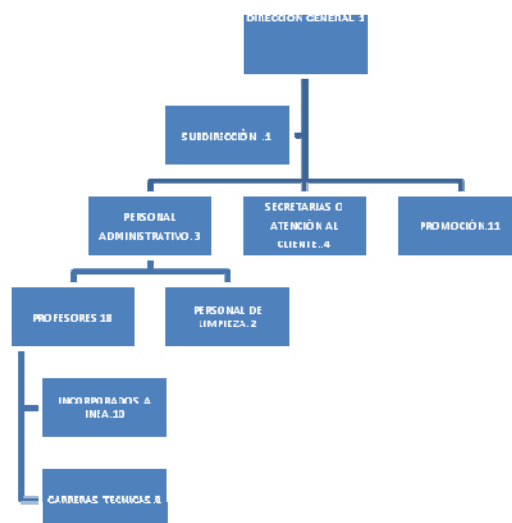 DIRECCIÓN GENERAL 1
SUBDIRECCIÓN .1
PERSONAL
ADMINISTRATIVO.3
SECRETARIAS O
ATENCIÓN AL
CLIENTE.4
PROMOCIÓN.11
PROFESORES 18
PERSONAL DE
LIMPIEZA.2
INCORPORADOS A
INEA.10
CARRERAS TECNICAS.8